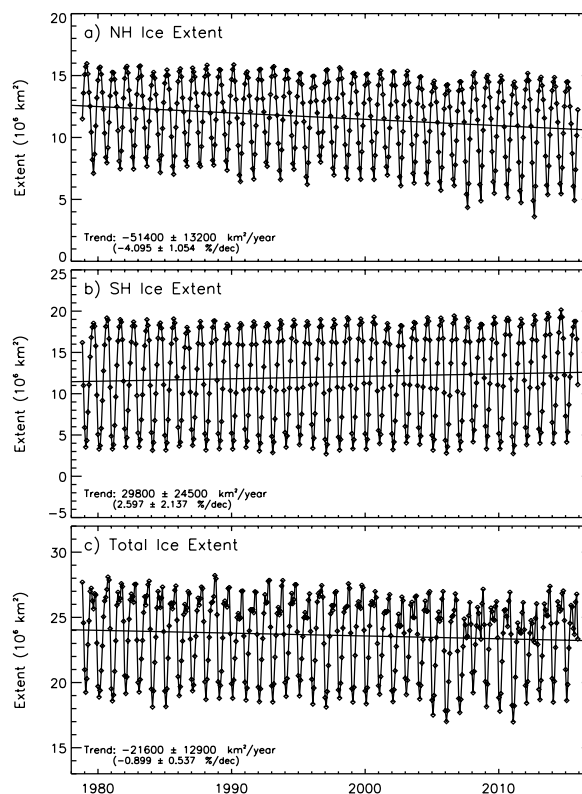 a) NH Ice Extent
20
15
10
5
0
Extent (10⁶ km²)
Trend: −51400 ± 13200 km²/year
(−4.095 ± 1.054 %/dec)
b) SH Ice Extent
25
20
15
10
5
0
−5
Extent (10⁶ km²)
Trend: 29800 ± 24500 km²/year
(2.597 ± 2.137 %/dec)
c) Total Ice Extent
30
25
20
15
Extent (10⁶ km²)
Trend: −21600 ± 12900 km²/year
(−0.899 ± 0.537 %/dec)
1980 1990 2000 2010